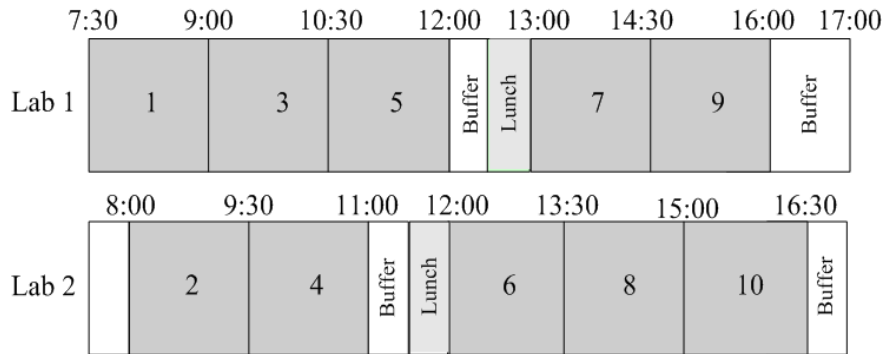 7:30 9:00 10:30 12:00 13:00 14:30 16:00 17:00
Lab 1 1 3 5 Buffer Lunch 7 9 Buffer
8:00 9:30 11:00 12:00 13:30 15:00 16:30
Lab 2 2 4 Buffer Lunch 6 8 10 Buffer